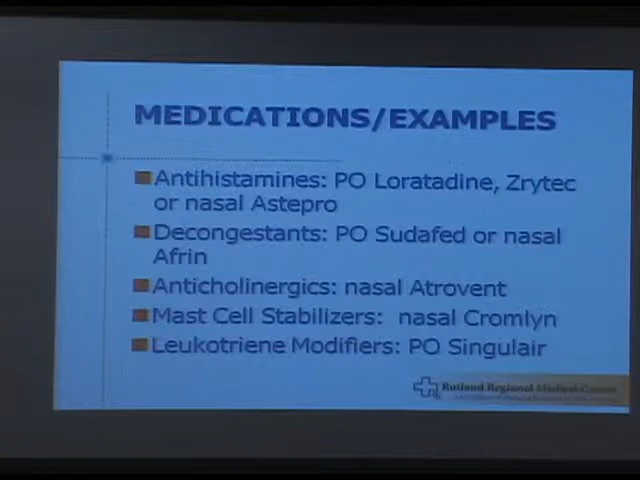 MEDICATIONS/EXAMPLES
Antihistamines: PO Loratadine, Zrytec
or nasal Astepro
Decongestants: PO Sudafed or nasal
Afrin
Anticholinergics: nasal Atrovent
Mast Cell Stabilizers: nasal Cromlyn
Leukotriene Modifiers: PO Singulair
Rutland Regional Medical Center